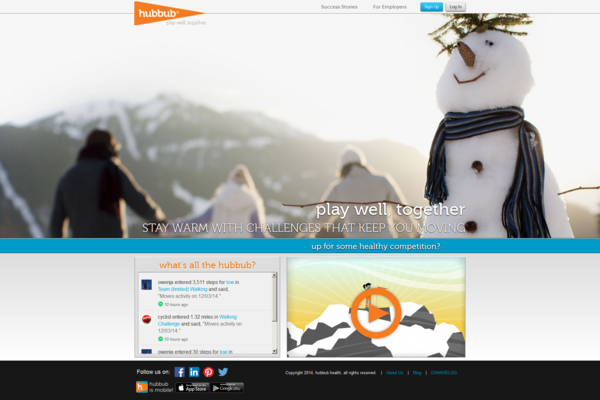 hubbub
play well. together.
Success Stories
For Employers
Sign Up
Log In
play well, together
STAY WARM WITH CHALLENGES THAT KEEP YOU MOVING
up for some healthy competition?
what's all the hubbub?
owenja entered 3,511 steps for tow in
Team (limited) Walking and said,
"Moves activity on 12/03/14."
10 hours ago
cyclrd entered 1.32 miles in Walking
Challenge and said, "Moves activity on
12/03/14."
10 hours ago
owenja entered 30 steps for tow in
Follow us on:
hubbub
is mobile!
App Store
Google play
Copyright 2016, hubbub health, all rights reserved. | About Us | Blog | CHANGELOG